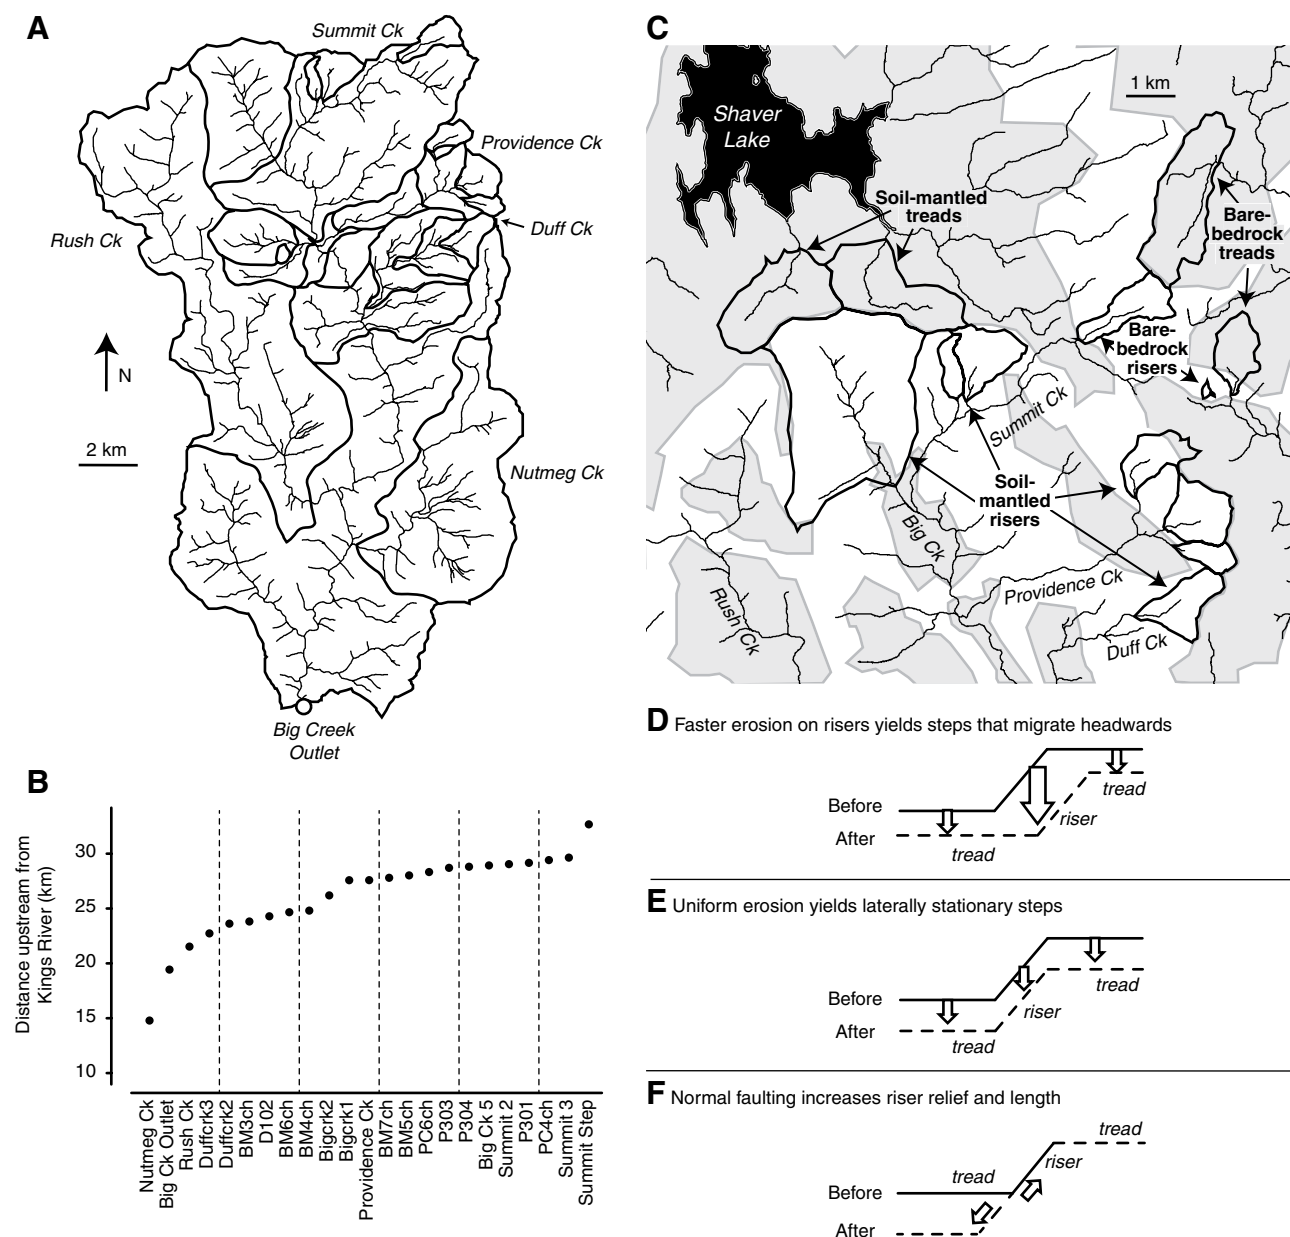 A
Summit Ck
Providence Ck
Duff Ck
Rush Ck
N
2 km
Nutmeg Ck
Big Creek
Outlet
B
Distance upstream from
Kings River (km)
30
25
20
15
10
Nutmeg Ck
Big Ck Outlet
Rush Ck
Duffcrk3
Duffcrk2
BM3ch
D102
BM6ch
BM4ch
Bigcrk2
Bigcrk1
Providence Ck
BM7ch
BM5ch
PC6ch
P303
P304
Big Ck 5
Summit 2
P301
PC4ch
Summit 3
Summit Step
C
1 km
Shaver
Lake
Soil-mantled
treads
Bare-
bedrock
treads
Bare-
bedrock
risers
Summit Ck
Soil-
mantled
risers
Big Ck
Providence Ck
Rush Ck
Duff Ck
D Faster erosion on risers yields steps that migrate headwards
Before
After
tread
riser
tread
E Uniform erosion yields laterally stationary steps
Before
After
tread
riser
tread
F Normal faulting increases riser relief and length
tread
riser
tread
Before
After